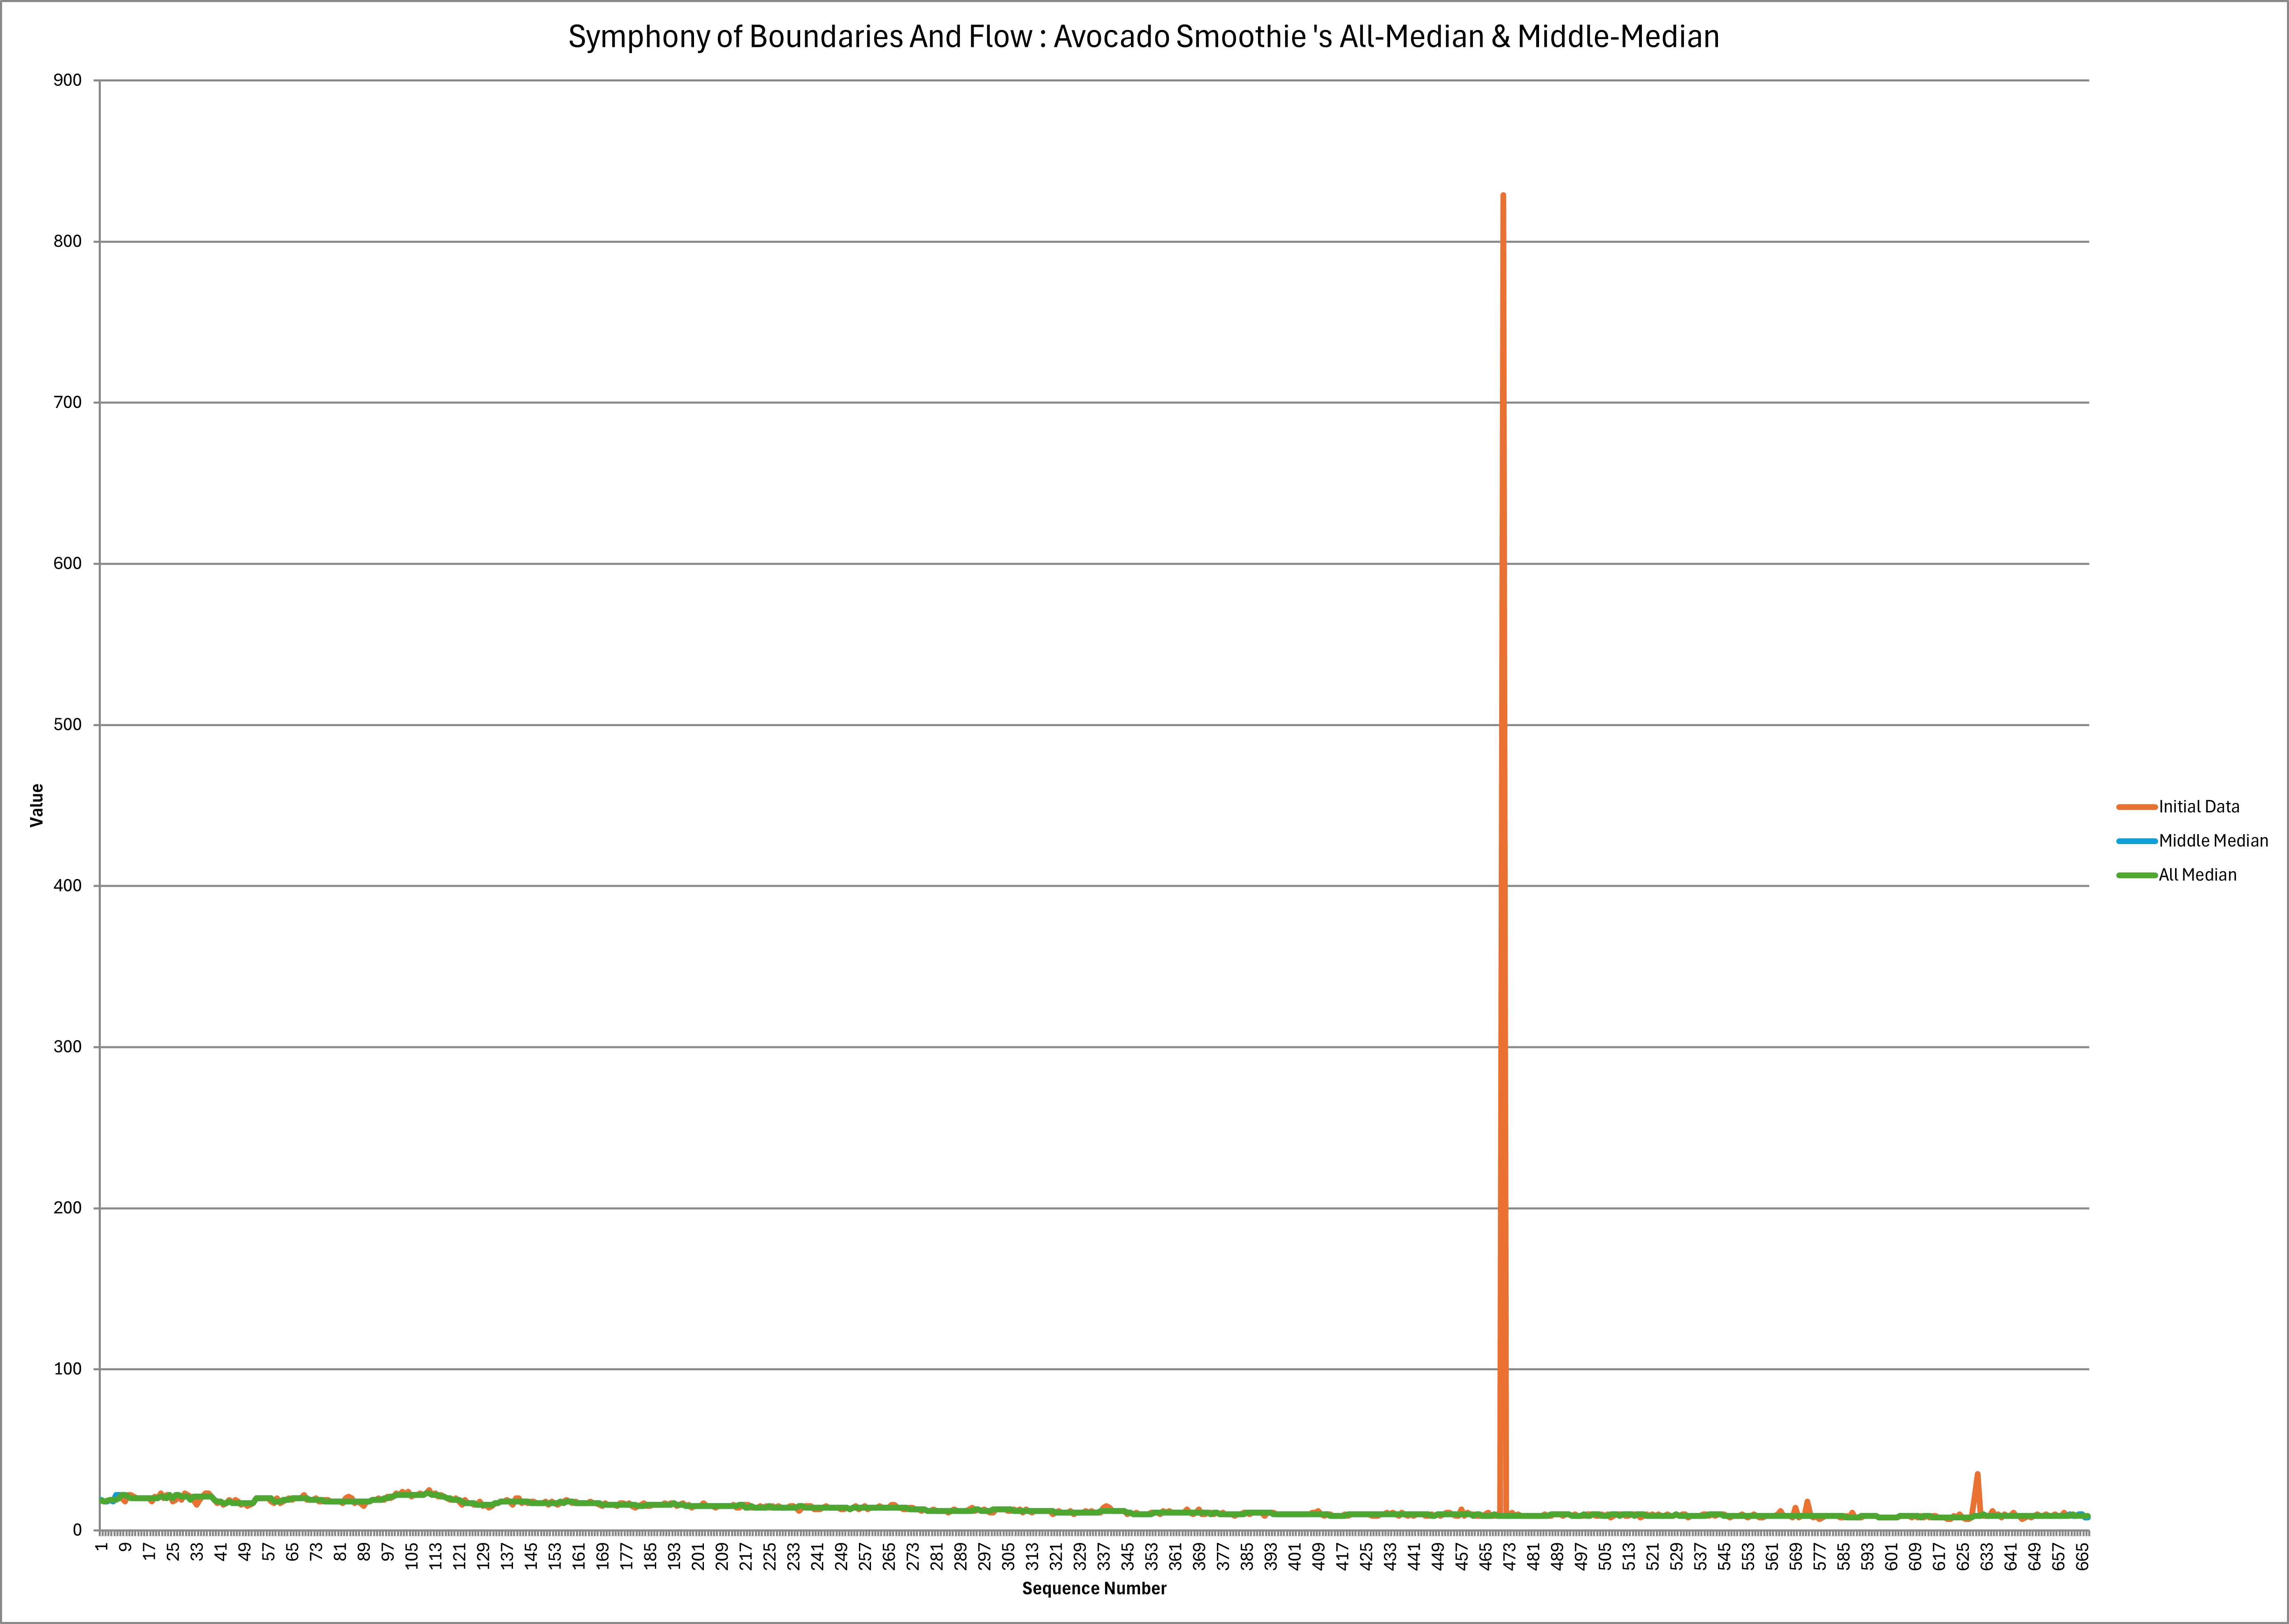 Symphony of Boundaries And Flow : Avocado Smoothie 's All-Median & Middle-Median
900
800
700
600
500
400
300
200
100
0
Value
Initial Data
Middle Median
All Median
1 9 17 25 33 41 49 57 65 73 81 89 97 105 113 121 129 137 145 153 161 169 177 185 193 201 209 217 225 233 241 249 257 265 273 281 289 297 305 313 321 329 337 345 353 361 369 377 385 393 401 409 417 425 433 441 449 457 465 473 481 489 497 505 513 521 529 537 545 553 561 569 577 585 593 601 609 617 625 633 641 649 657 665
Sequence Number